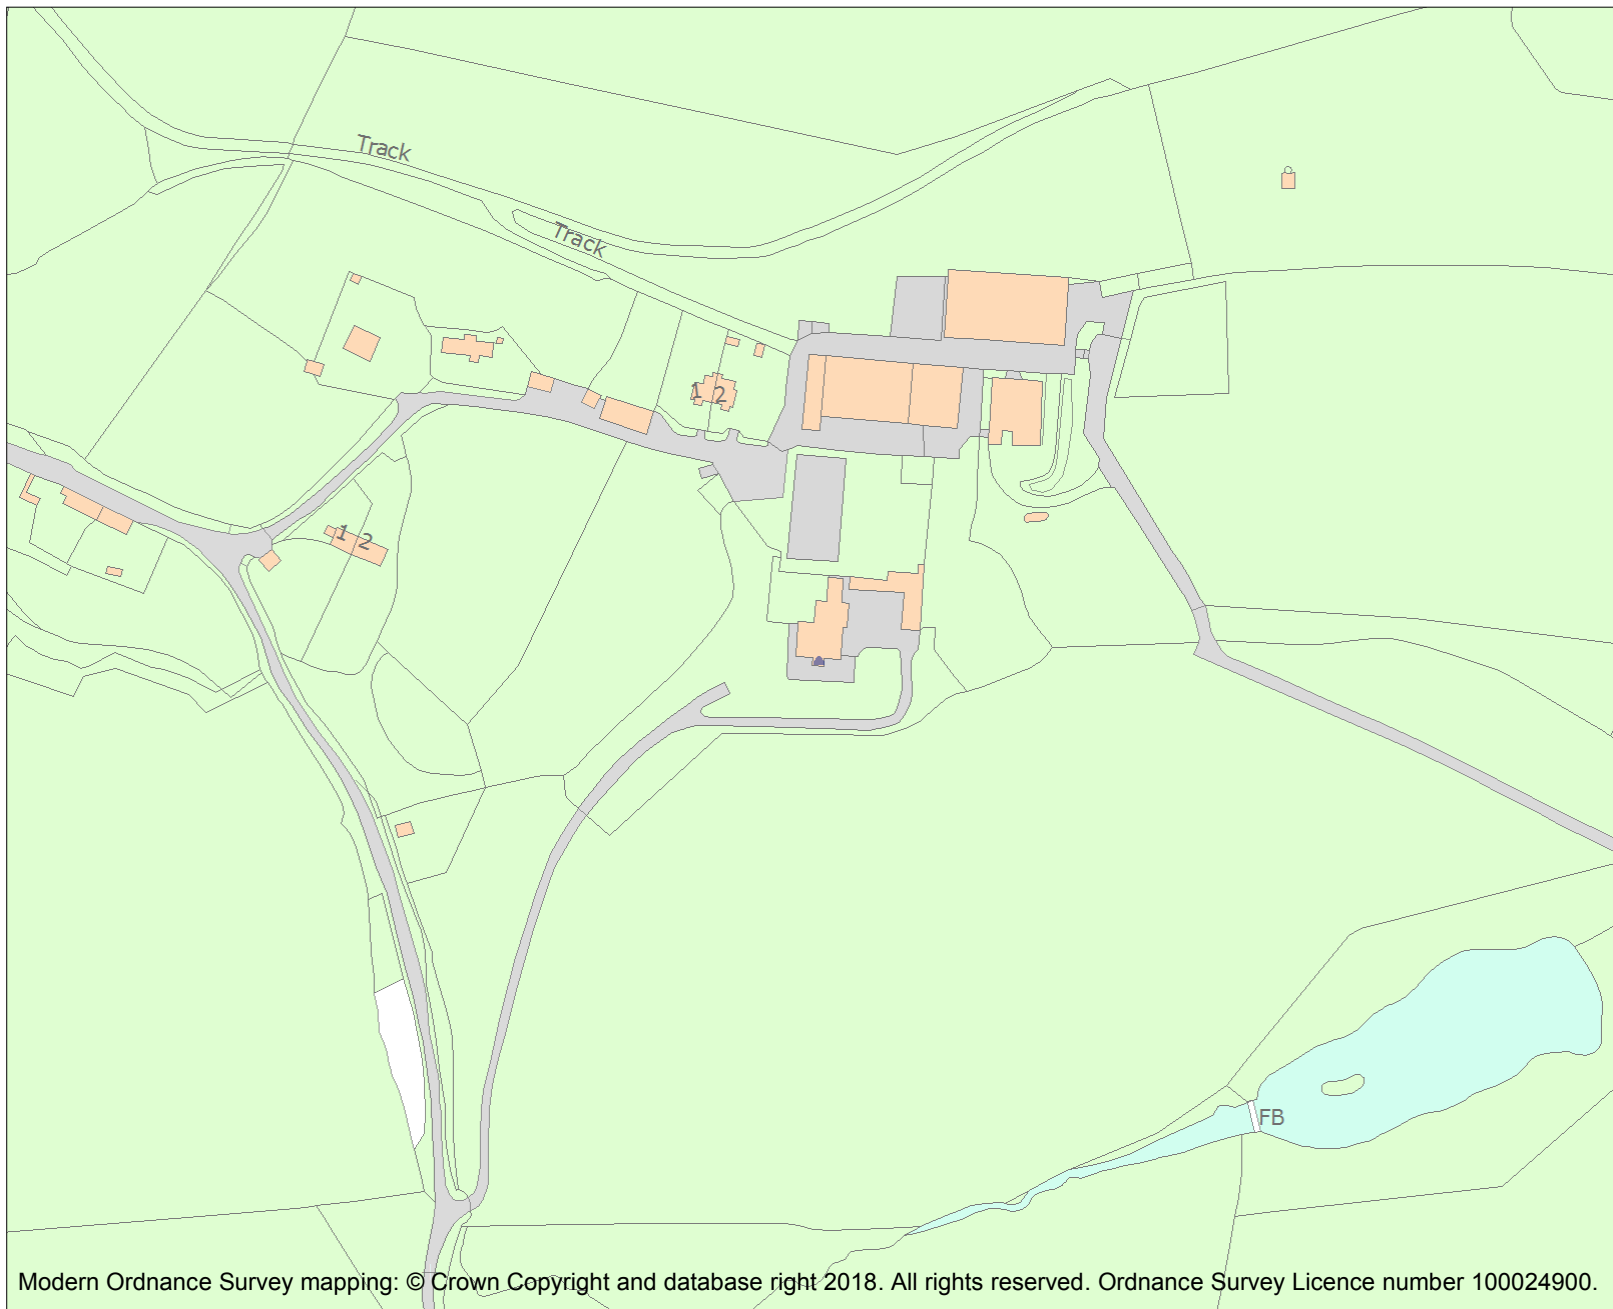 Track
Track
1 2
1 2
FB
Modern Ordnance Survey mapping: © Crown Copyright and database right 2018. All rights reserved. Ordnance Survey Licence number 100024900.